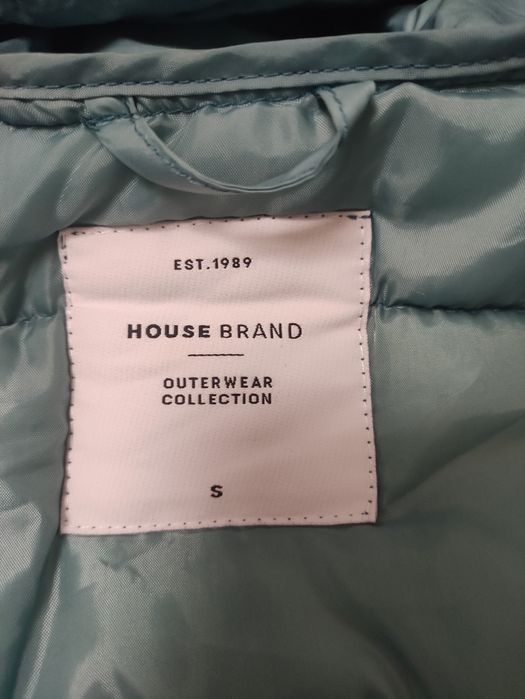 EST.1989
HOUSE BRAND
OUTERWEAR
COLLECTION
S